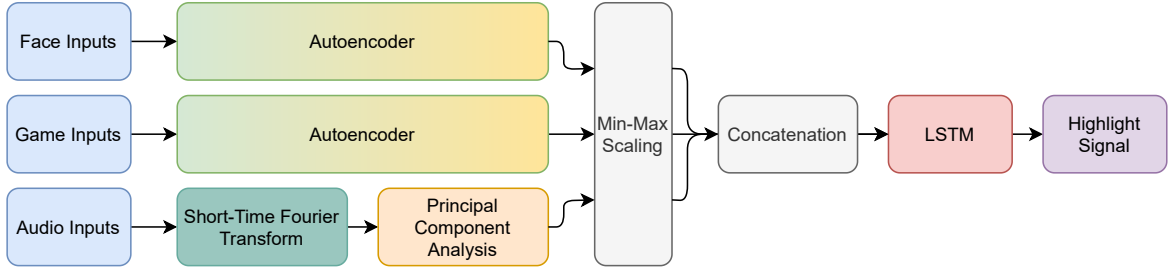 Face Inputs
Autoencoder
Game Inputs
Autoencoder
Audio Inputs
Short-Time Fourier
Transform
Principal
Component
Analysis
Min-Max
Scaling
Concatenation
LSTM
Highlight
Signal